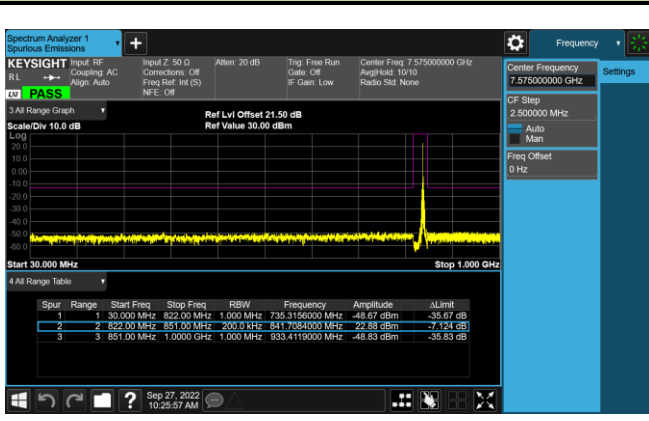 Spectrum Analyzer 1
Spurious Emissions
+
Frequency
KEYSIGHT
R L
LXI PASS
Input: RF
Coupling: AC
Align: Auto
Input Z: 50 Ω
Corrections: Off
Freq Ref: Int (S)
NFE: Off
Atten: 20 dB
Trig: Free Run
Gate: Off
IF Gain: Low
Center Freq: 7.575000000 GHz
Avg|Hold: 10/10
Radio Std: None
Center Frequency
7.575000000 GHz
Settings
CF Step
2.500000 MHz
Auto
Man
Freq Offset
0 Hz
3 All Range Graph
Scale/Div 10.0 dB
Ref Lvl Offset 21.50 dB
Ref Value 30.00 dBm
Log
20.0
10.0
0.00
-10.0
-20.0
-30.0
-40.0
-50.0
-60.0
Start 30.000 MHz
Stop 1.000 GHz
4 All Range Table
Spur Range Start Freq Stop Freq RBW Frequency Amplitude ΔLimit
1 1 30.000 MHz 822.00 MHz 1.000 MHz 735.3156000 MHz -48.67 dBm -35.67 dB
2 2 822.00 MHz 851.00 MHz 200.0 kHz 841.7084000 MHz 22.88 dBm -7.124 dB
3 3 851.00 MHz 1.0000 GHz 1.000 MHz 933.4119000 MHz -48.83 dBm -35.83 dB
?
Sep 27, 2022
10:25:57 AM